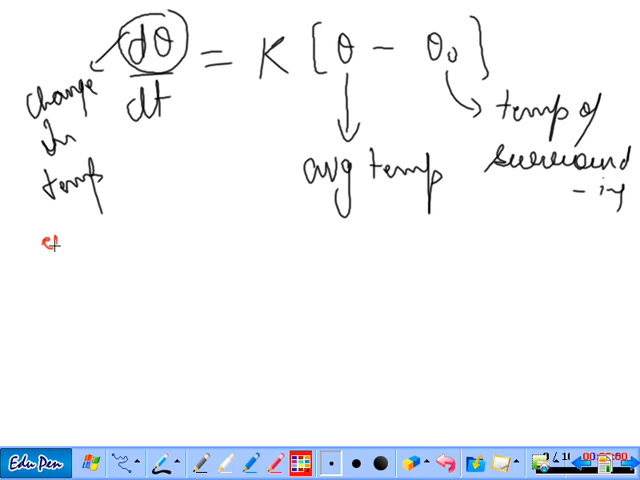 dθ/dt = K [θ - θ₀]
change
in
temp
avg temp
temp of
surround
-ing
Edu Pen